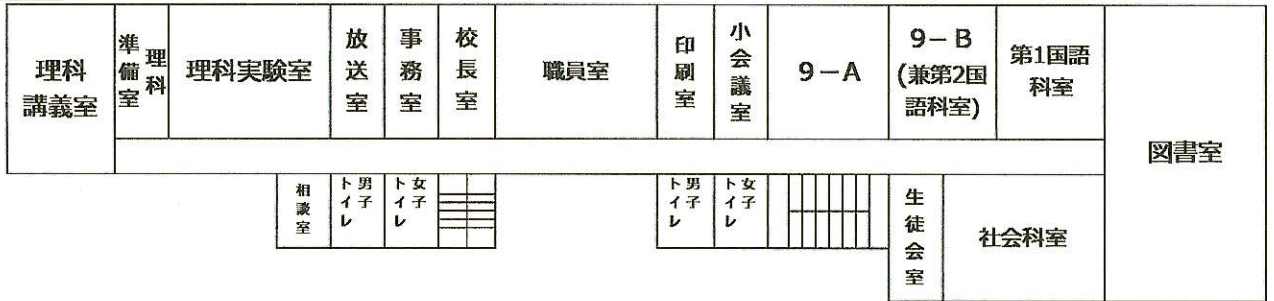 理科
講義室
理科
準備室
理科実験室
放送室
事務室
校長室
職員室
印刷室
小会議室
9－A
9－B
(兼第2国
語科室)
第1国語
科室
図書室
相談室
男子
トイレ
女子
トイレ
男子
トイレ
女子
トイレ
生徒会室
社会科室